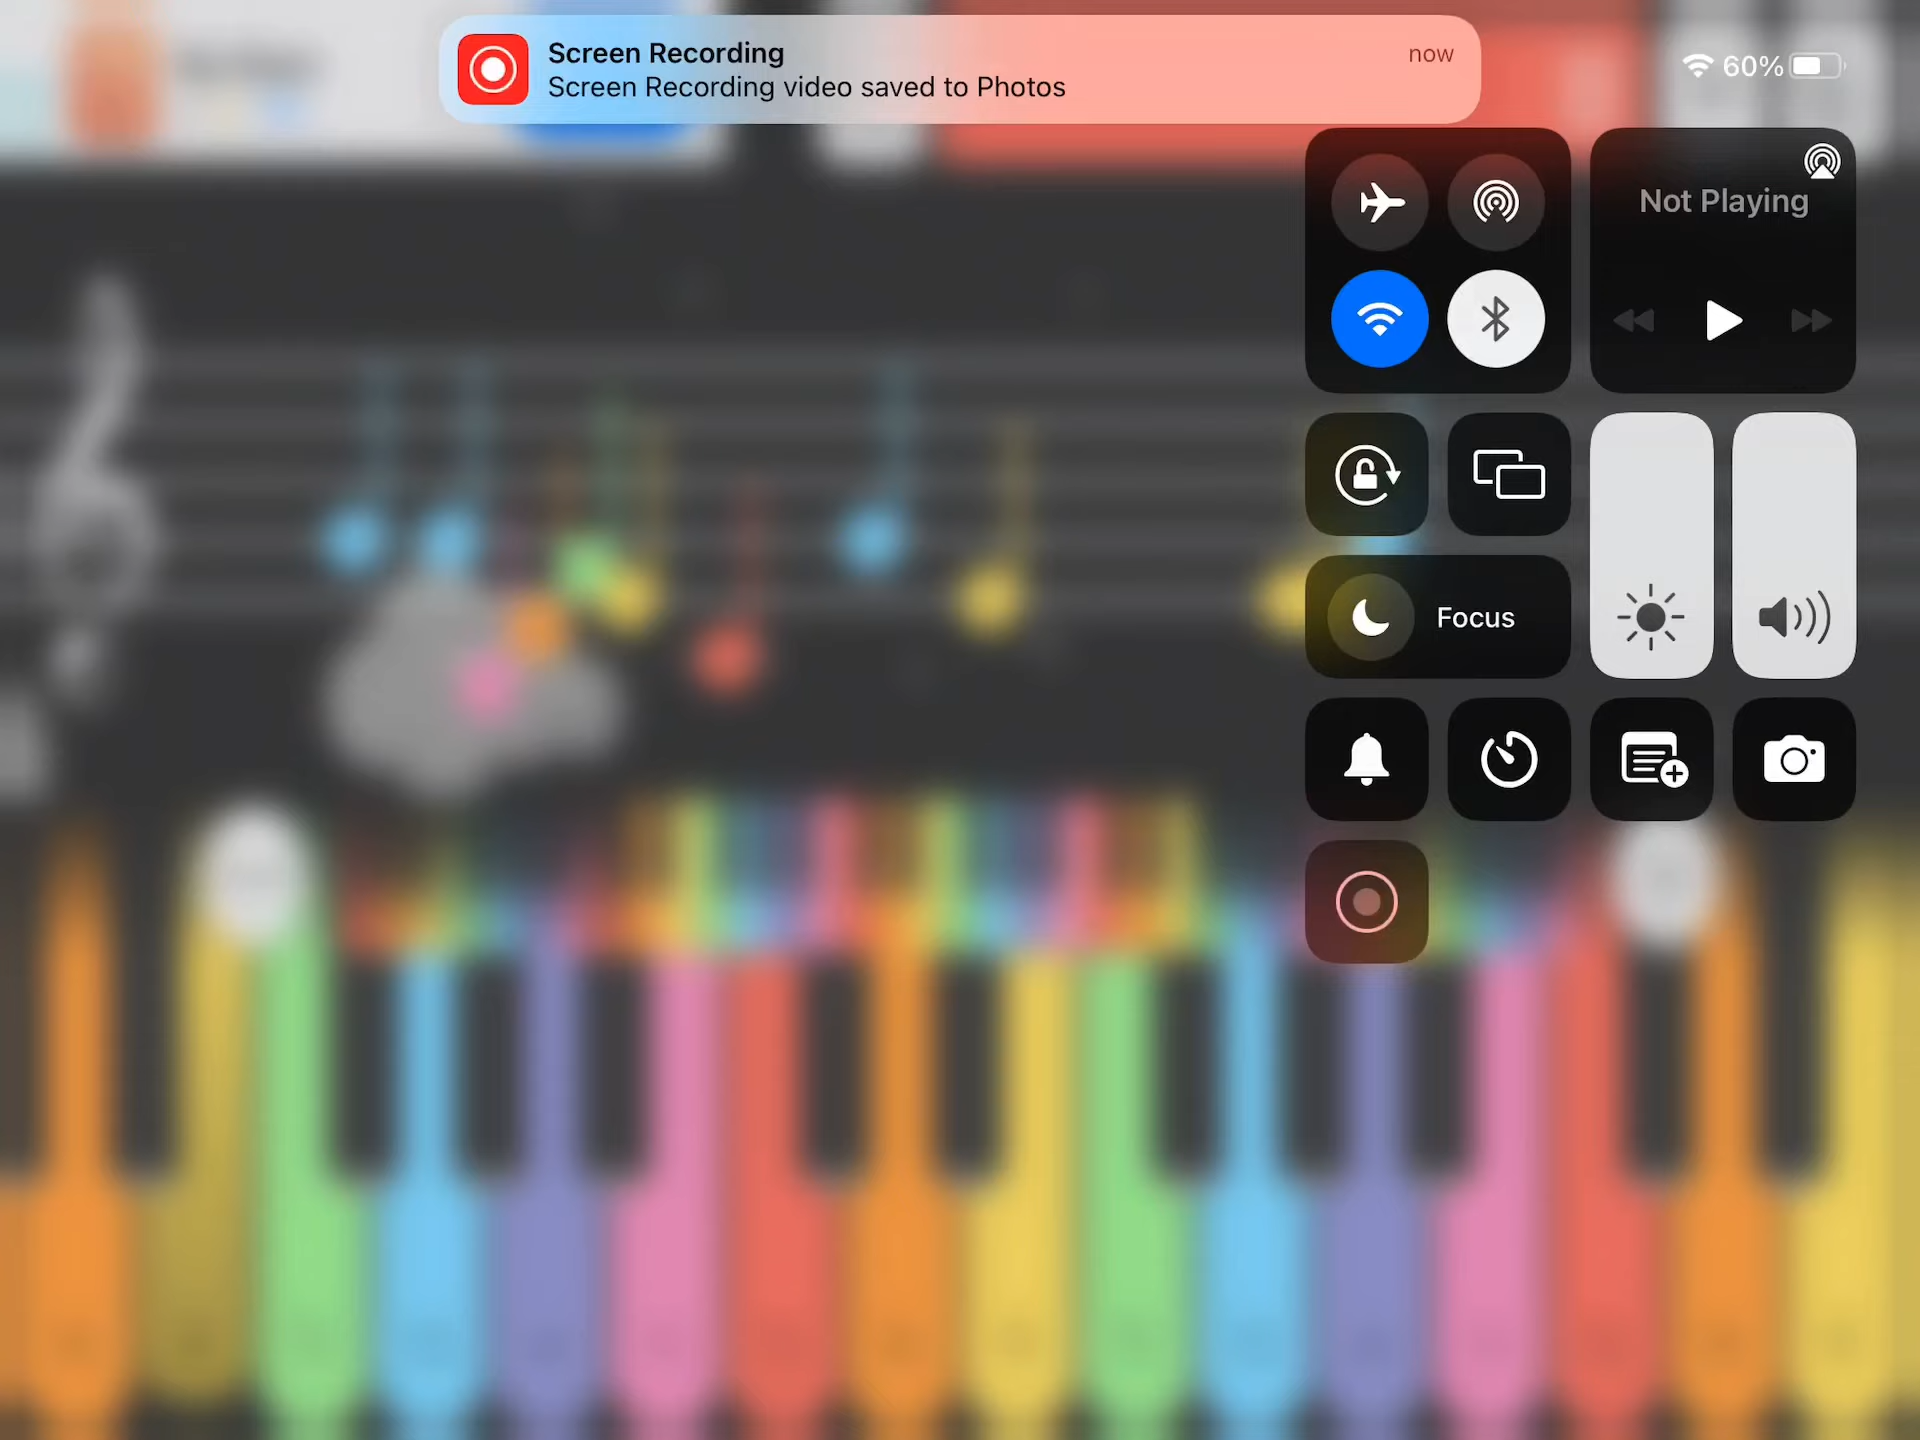 Screen Recording
now
Screen Recording video saved to Photos
60%
Not Playing
Focus